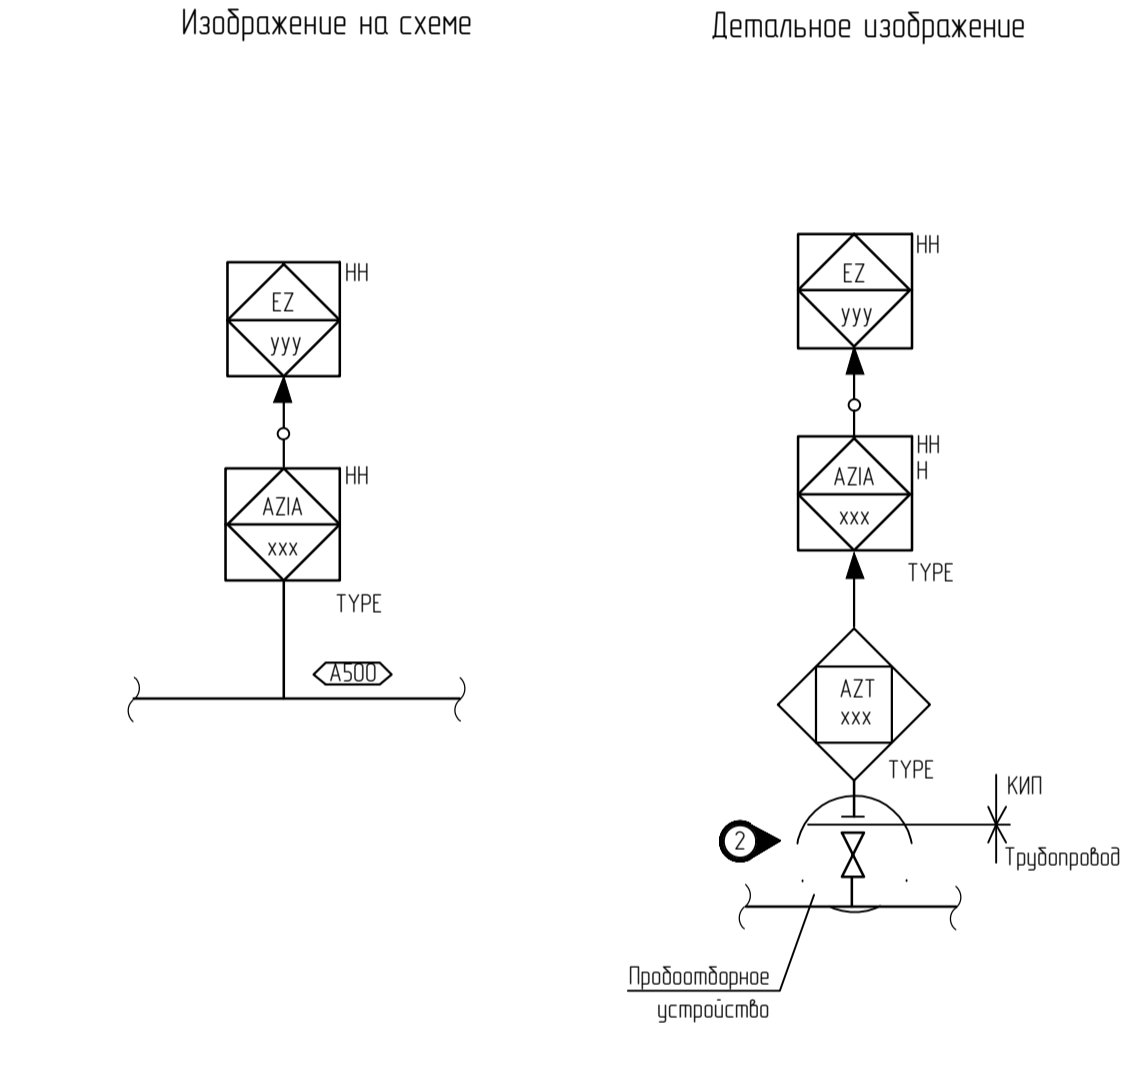 Изображение на схеме
Детальное изображение
EZ
yyy
HH
AZIA
xxx
HH
TYPE
A500
EZ
yyy
HH
AZIA
xxx
HH
H
TYPE
AZT
xxx
TYPE
КИП
Трубопровод
2
Пробоотборное
устройство